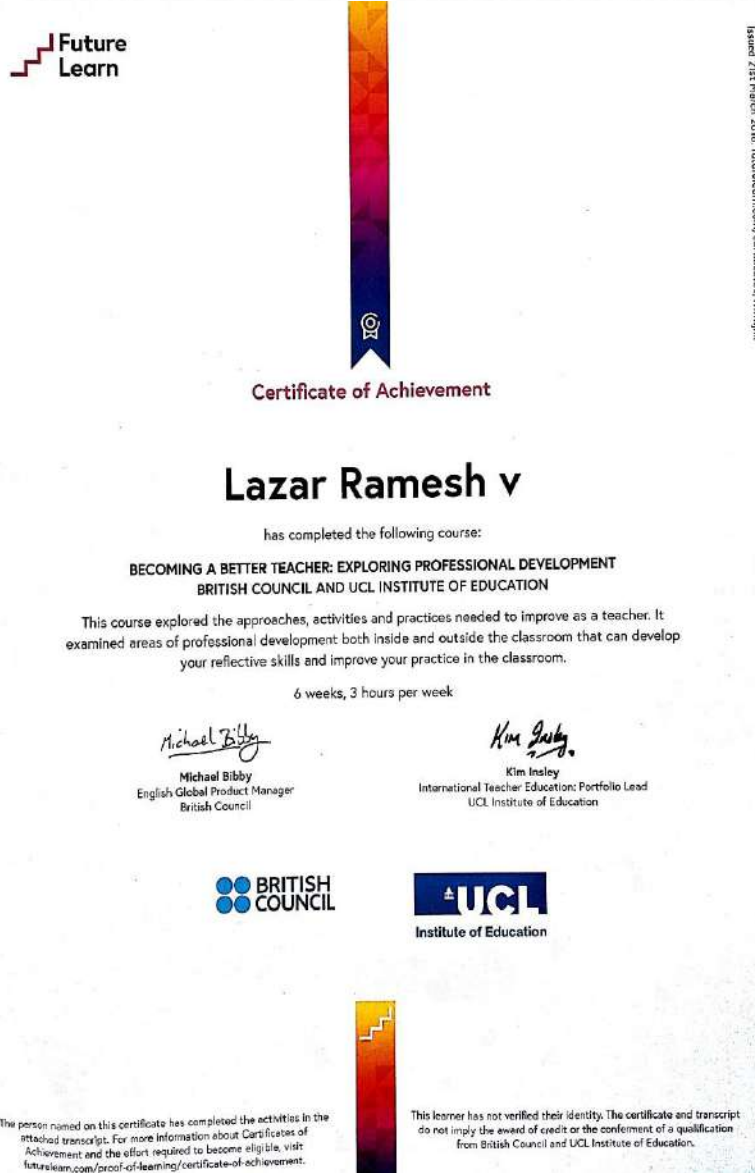 Future
Learn
Certificate of Achievement
Lazar Ramesh v
has completed the following course:
BECOMING A BETTER TEACHER: EXPLORING PROFESSIONAL DEVELOPMENT
BRITISH COUNCIL AND UCL INSTITUTE OF EDUCATION
This course explored the approaches, activities and practices needed to improve as a teacher. It
examined areas of professional development both inside and outside the classroom that can develop
your reflective skills and improve your practice in the classroom.
6 weeks, 3 hours per week
Michael Bibby
Kim Insley
Michael Bibby
English Global Product Manager
British Council
Kim Insley
International Teacher Education: Portfolio Lead
UCL Institute of Education
BRITISH
COUNCIL
UCL
Institute of Education
The person named on this certificate has completed the activities in the
attached transcript. For more information about Certificates of
Achievement and the effort required to become eligible, visit
futurelearn.com/proof-of-learning/certificate-of-achievement.
This learner has not verified their identity. The certificate and transcript
do not imply the award of credit or the conferment of a qualification
from British Council and UCL Institute of Education.
Issued 21st March